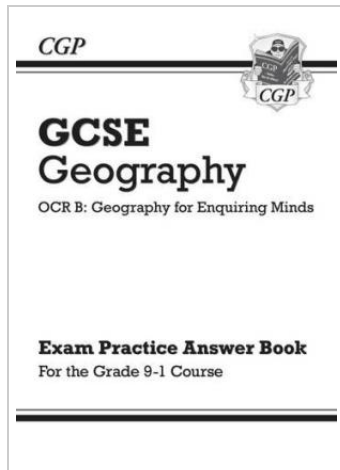 CGP
CGP
CGP
GCSE
Geography
OCR B: Geography for Enquiring Minds
Exam Practice Answer Book
For the Grade 9-1 Course